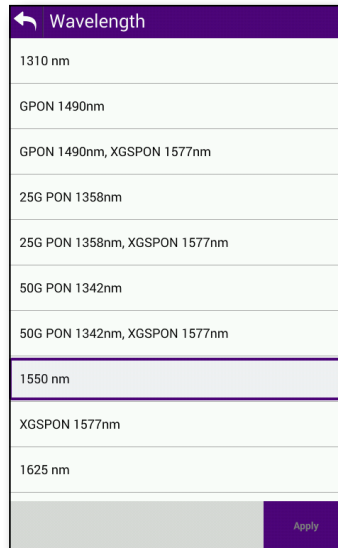 Wavelength
1310 nm
GPON 1490nm
GPON 1490nm, XGSPON 1577nm
25G PON 1358nm
25G PON 1358nm, XGSPON 1577nm
50G PON 1342nm
50G PON 1342nm, XGSPON 1577nm
1550 nm
XGSPON 1577nm
1625 nm
Apply